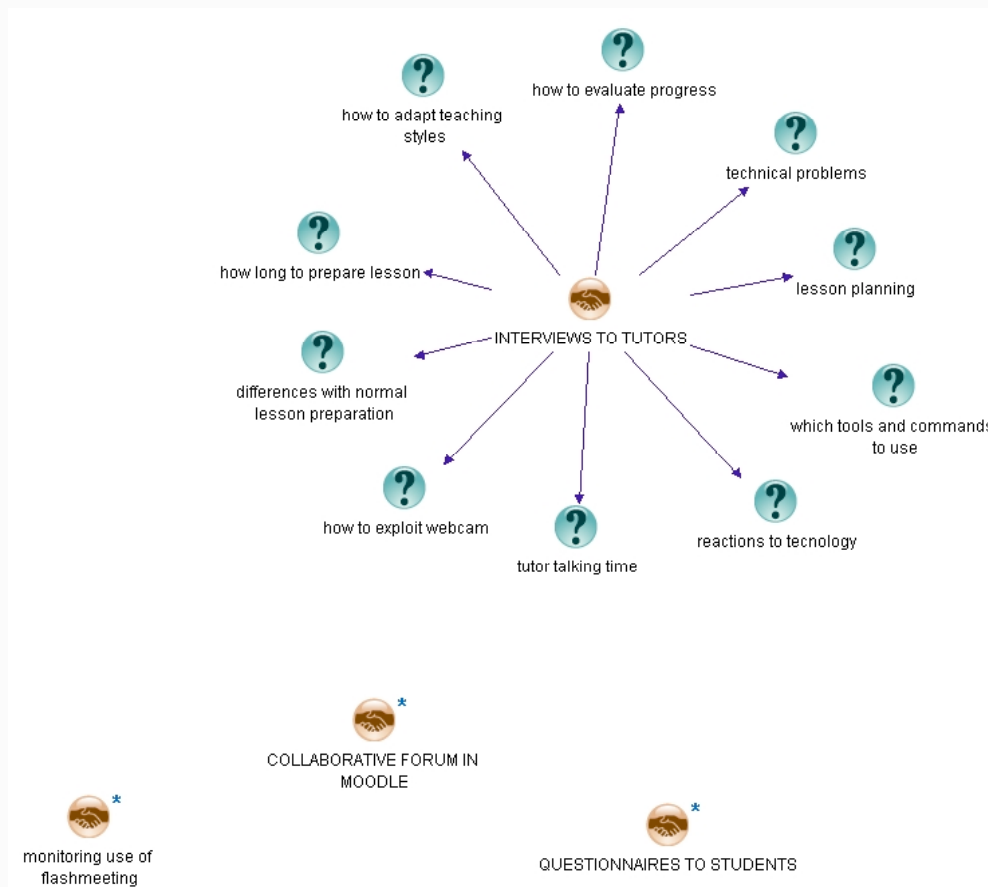 how to evaluate progress
how to adapt teaching
styles
technical problems
how long to prepare lesson
lesson planning
INTERVIEWS TO TUTORS
differences with normal
lesson preparation
which tools and commands
to use
how to exploit webcam
reactions to tecnology
tutor talking time
*
COLLABORATIVE FORUM IN
MOODLE
*
monitoring use of
flashmeeting
*
QUESTIONNAIRES TO STUDENTS